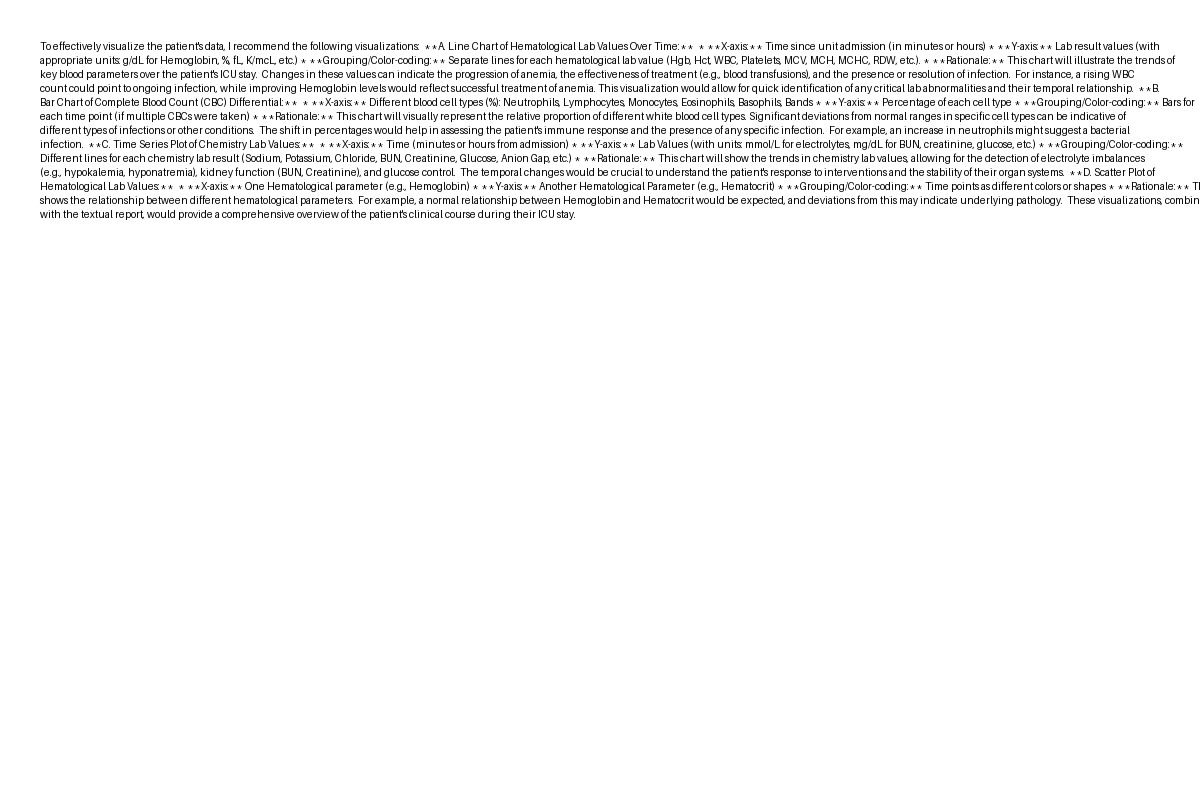 To effectively visualize the patient's data, I recommend the following visualizations:  **A. Line Chart of Hematological Lab Values Over Time:**  * **X-axis:** Time since unit admission (in minutes or hours) * **Y-axis:** Lab result values (with
appropriate units: g/dL for Hemoglobin, %, fL, K/mcL, etc.) * **Grouping/Color-coding:** Separate lines for each hematological lab value (Hgb, Hct, WBC, Platelets, MCV, MCH, MCHC, RDW, etc.).  * **Rationale:** This chart will illustrate the trends of
key blood parameters over the patient's ICU stay.  Changes in these values can indicate the progression of anemia, the effectiveness of treatment (e.g., blood transfusions), and the presence or resolution of infection.  For instance, a rising WBC
count could point to ongoing infection, while improving Hemoglobin levels would reflect successful treatment of anemia. This visualization would allow for quick identification of any critical lab abnormalities and their temporal relationship.  **B.
Bar Chart of Complete Blood Count (CBC) Differential:**  * **X-axis:** Different blood cell types (%): Neutrophils, Lymphocytes, Monocytes, Eosinophils, Basophils, Bands * **Y-axis:** Percentage of each cell type * **Grouping/Color-coding:** Bars for
each time point (if multiple CBCs were taken) * **Rationale:** This chart will visually represent the relative proportion of different white blood cell types. Significant deviations from normal ranges in specific cell types can be indicative of
different types of infections or other conditions.  The shift in percentages would help in assessing the patient's immune response and the presence of any specific infection.  For example, an increase in neutrophils might suggest a bacterial
infection.  **C. Time Series Plot of Chemistry Lab Values:**  * **X-axis:** Time (minutes or hours from admission) * **Y-axis:** Lab Values (with units: mmol/L for electrolytes, mg/dL for BUN, creatinine, glucose, etc.) * **Grouping/Color-coding:**
Different lines for each chemistry lab result (Sodium, Potassium, Chloride, BUN, Creatinine, Glucose, Anion Gap, etc.) * **Rationale:** This chart will show the trends in chemistry lab values, allowing for the detection of electrolyte imbalances
(e.g., hypokalemia, hyponatremia), kidney function (BUN, Creatinine), and glucose control.  The temporal changes would be crucial to understand the patient's response to interventions and the stability of their organ systems.  **D. Scatter Plot of
Hematological Lab Values:**  * **X-axis:** One Hematological parameter (e.g., Hemoglobin) * **Y-axis:** Another Hematological Parameter (e.g., Hematocrit) * **Grouping/Color-coding:** Time points as different colors or shapes * **Rationale:**
shows the relationship between different hematological parameters.  For example, a normal relationship between Hemoglobin and Hematocrit would be expected, and deviations from this may indicate underlying pathology.  These visualizations,
with the textual report, would provide a comprehensive overview of the patient's clinical course during their ICU stay.